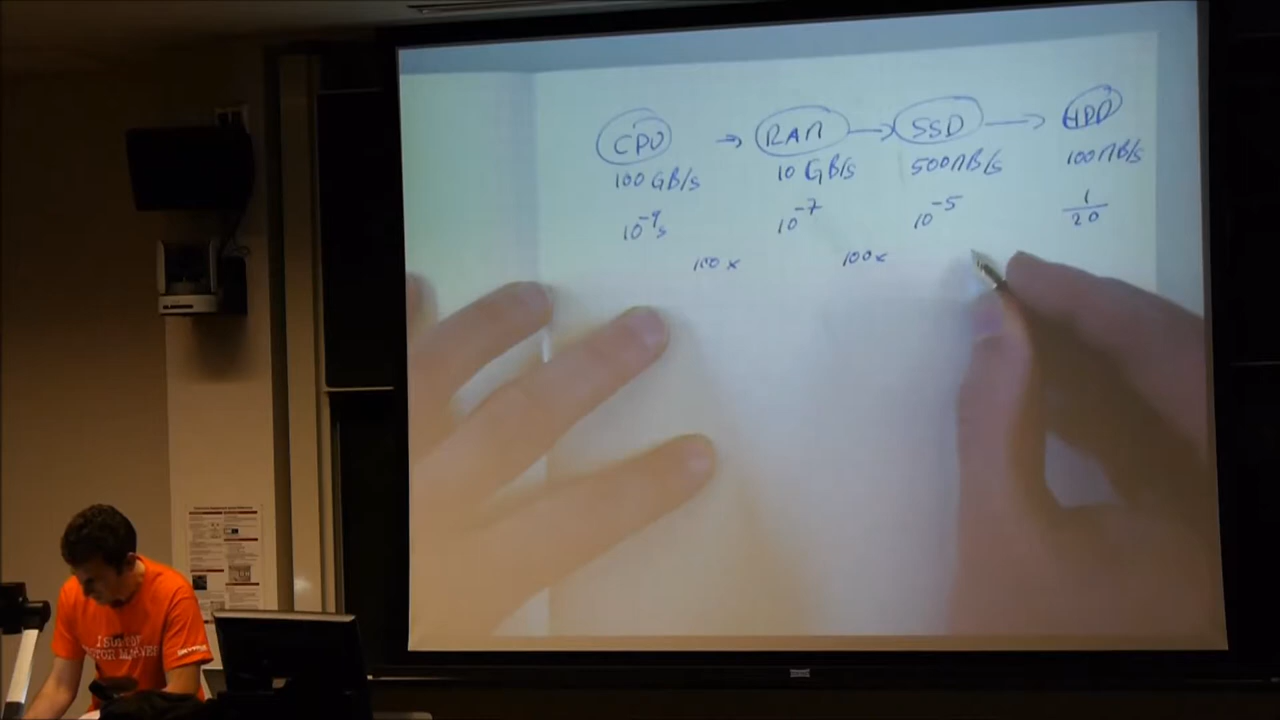 CPU → RAM → SSD → HDD
100 GB/s 10 GB/s 500MB/s 100MB/s
10⁻⁹s 10⁻⁷ 10⁻⁵ 1/20
100x 100x
I SUPPORT